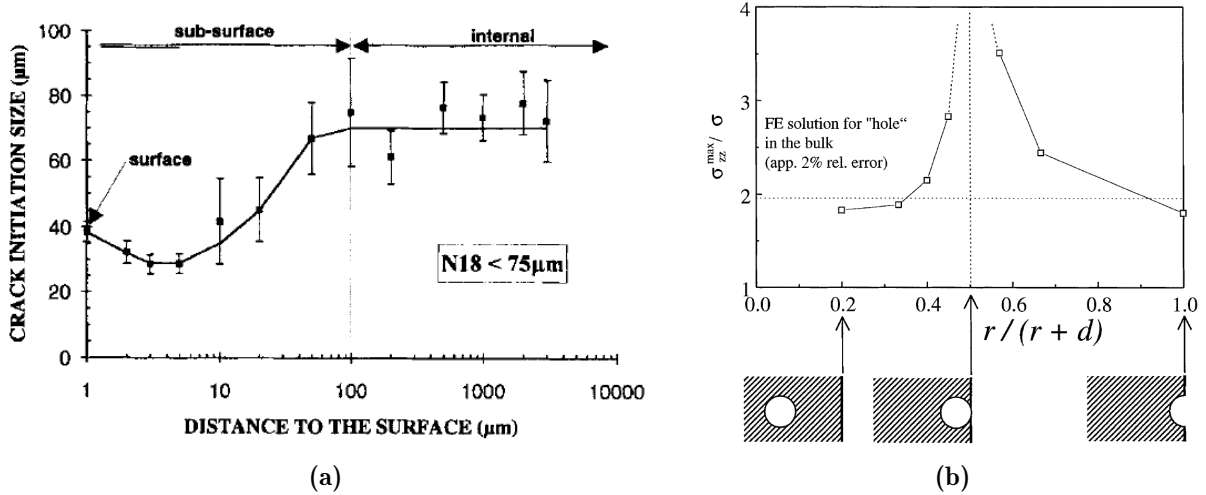 100
80
60
40
20
0
CRACK INITIATION SIZE (µm)
sub-surface
internal
surface
N18 < 75µm
1
10
100
1000
10000
DISTANCE TO THE SURFACE (µm)
(a)
4
3
2
1
σzz^max / σ
FE solution for "hole“
in the bulk
(app. 2% rel. error)
0.0
0.2
0.4
0.6
0.8
1.0
r / (r + d)
(b)